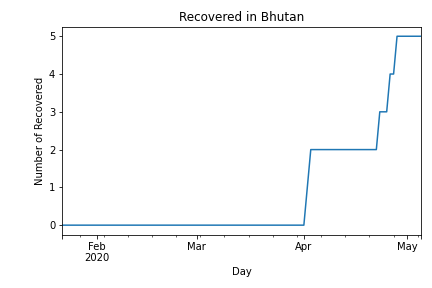 Recovered in Bhutan
5
4
3
2
1
0
Number of Recovered
Feb
2020
Mar
Apr
May
Day